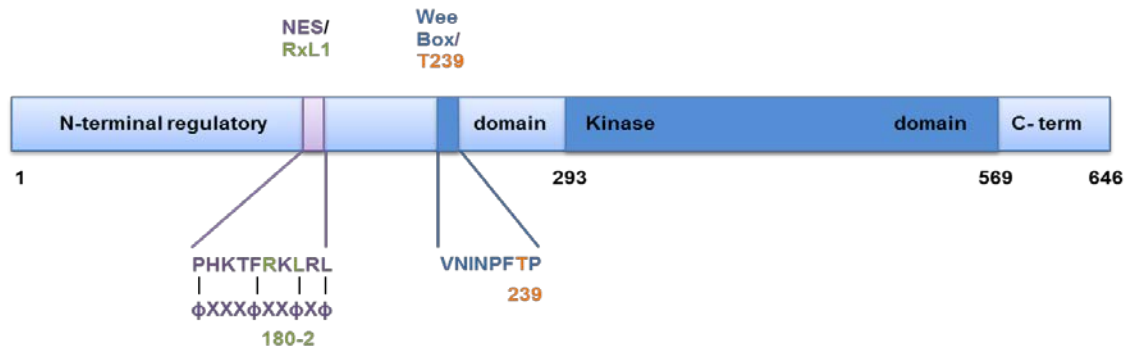 NES/
RxL1
Wee
Box/
T239
N-terminal regulatory domain Kinase domain C- term
1 293 569 646
PHKTFRKLRL
VNINPFTP
ϕXXXϕXXϕXϕ
239
180-2